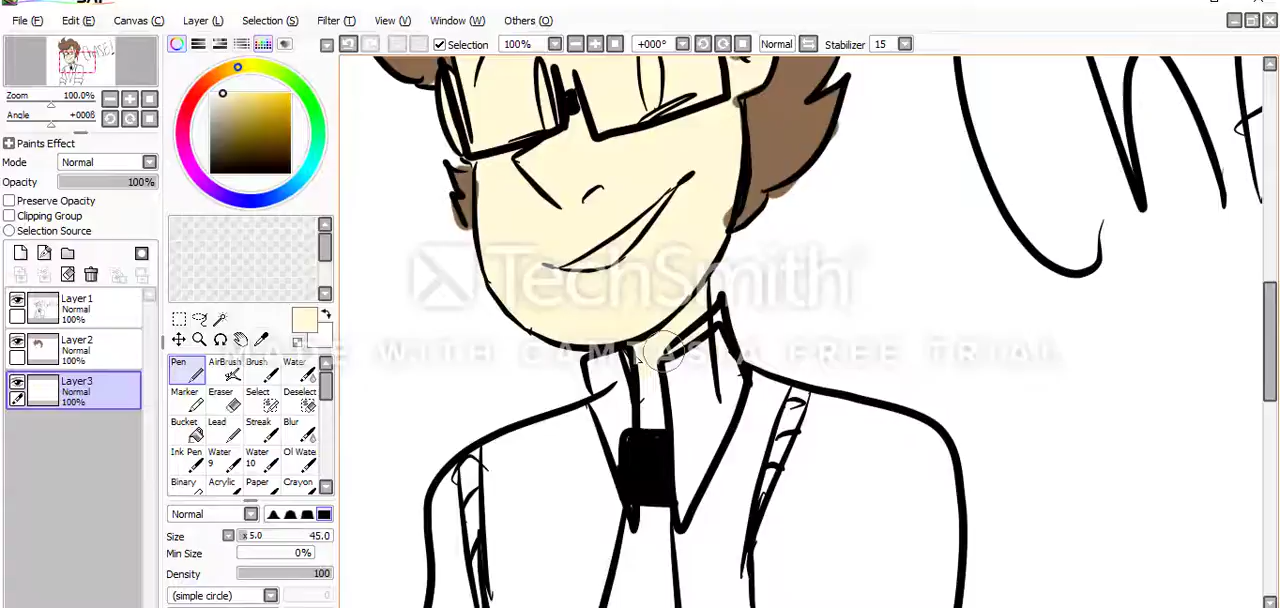 SAI
File (F) Edit (E) Canvas (C) Layer (L) Selection (S) Filter (T) View (V) Window (W) Others (O)
Selection 100% +000° Normal Stabilizer 15
Zoom 100.0%
Angle +000ß
Paints Effect
Mode Normal
Opacity 100%
Preserve Opacity
Clipping Group
Selection Source
Layer1
Normal
100%
Layer2
Normal
100%
Layer3
Normal
100%
Pen AirBrush Brush Water
Marker Eraser Select Deselect
Bucket Lead Streak Blur
Ink Pen Water 9 Water 10 Oil Wate
Binary Acrylic Paper Crayon
Normal
Size x 5.0 45.0
Min Size 0%
Density 100
(simple circle) 0
TechSmith
MADE WITH CAMTASIA FREE TRIAL